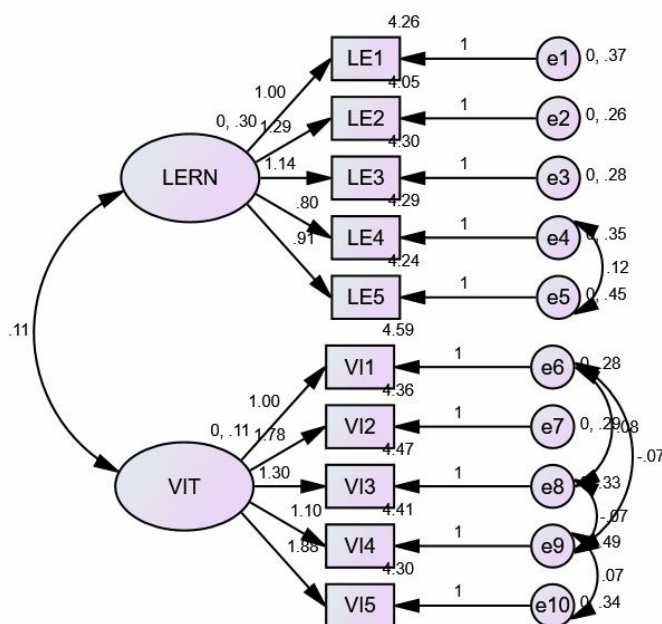 4.26
LE1 1 e1 0, .37
1.00 4.05
0, .30 1.29 LE2 1 e2 0, .26
4.30
LERN 1.14 LE3 1 e3 0, .28
.80 4.29
.91 LE4 1 e4 0, .35
4.24 .12
LE5 1 e5 0, .45
.11
4.59
VI1 1 e6 0, .28
1.00 4.36
0, .11 1.78 VI2 1 e7 0, .29 .08
4.47 -.07
VIT 1.30 VI3 1 e8 .33
1.10 4.41 -.07
1.88 VI4 1 e9 .49
4.30 .07
VI5 1 e10 0, .34